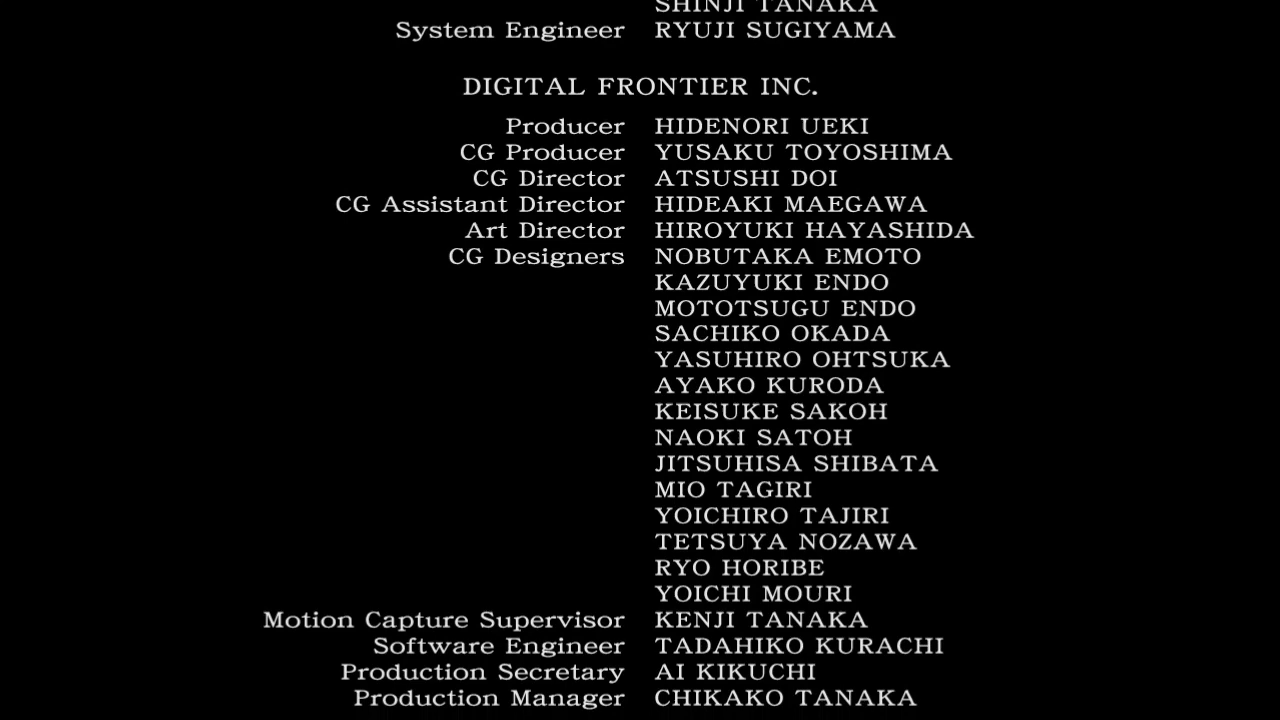 SHINJI TANAKA
System Engineer RYUJI SUGIYAMA
DIGITAL FRONTIER INC.
Producer HIDENORI UEKI
CG Producer YUSAKU TOYOSHIMA
CG Director ATSUSHI DOI
CG Assistant Director HIDEAKI MAEGAWA
Art Director HIROYUKI HAYASHIDA
CG Designers NOBUTAKA EMOTO
KAZUYUKI ENDO
MOTOTSUGU ENDO
SACHIKO OKADA
YASUHIRO OHTSUKA
AYAKO KURODA
KEISUKE SAKOH
NAOKI SATOH
JITSUHISA SHIBATA
MIO TAGIRI
YOICHIRO TAJIRI
TETSUYA NOZAWA
RYO HORIBE
YOICHI MOURI
Motion Capture Supervisor KENJI TANAKA
Software Engineer TADAHIKO KURACHI
Production Secretary AI KIKUCHI
Production Manager CHIKAKO TANAKA